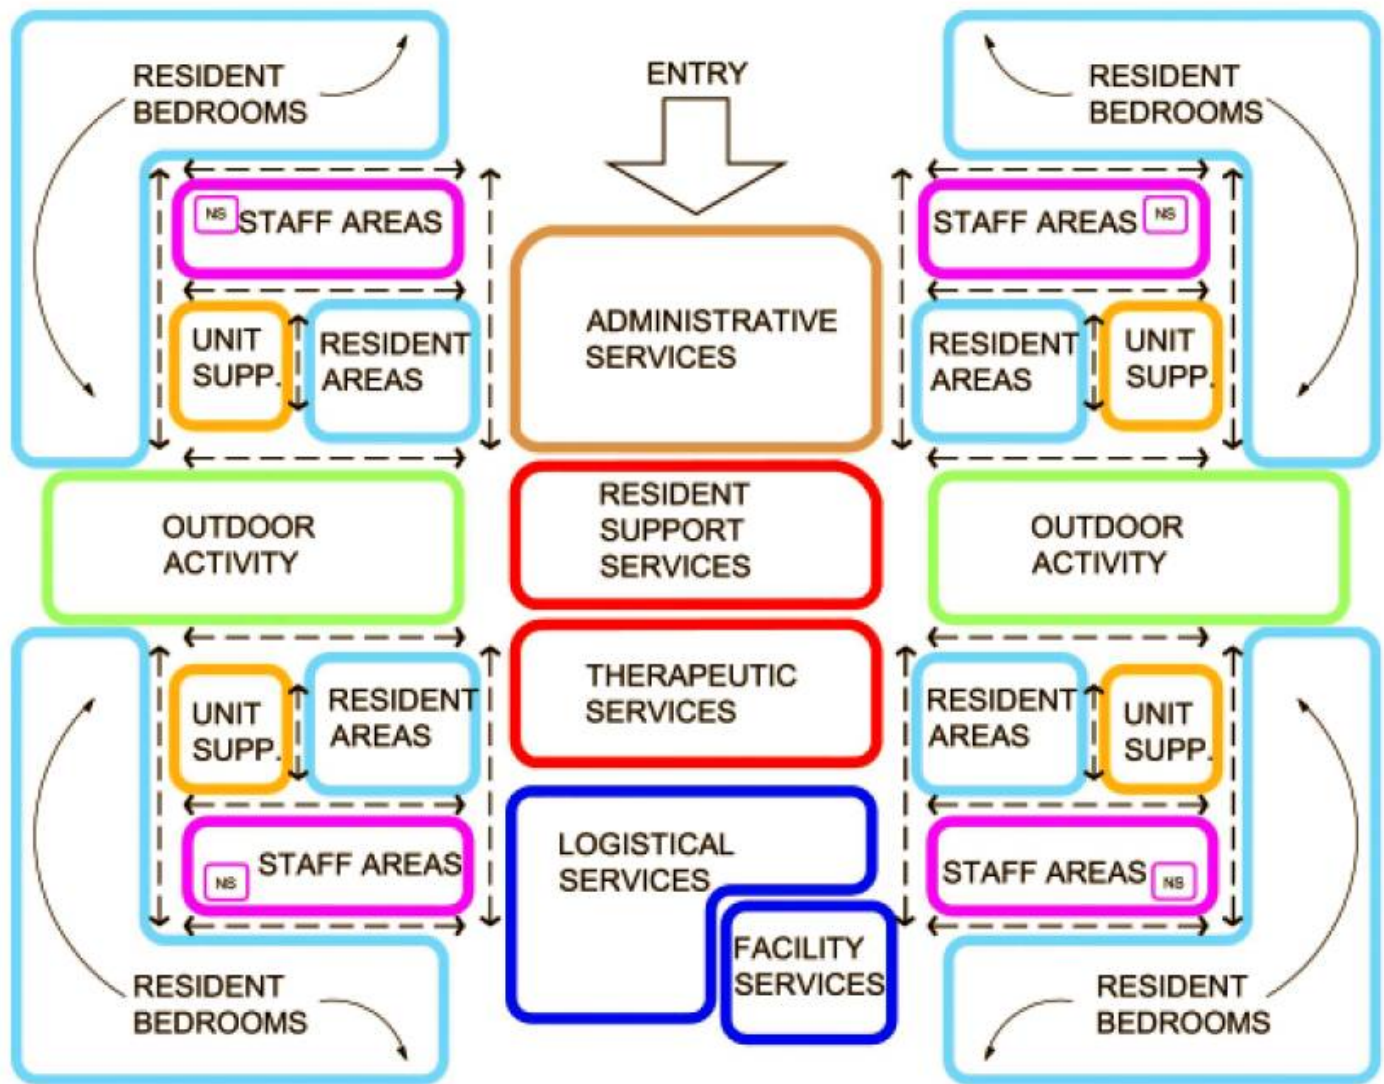 RESIDENT
BEDROOMS
ENTRY
RESIDENT
BEDROOMS
NS
STAFF AREAS
STAFF AREAS
NS
ADMINISTRATIVE
SERVICES
UNIT
SUPP.
RESIDENT
AREAS
RESIDENT
AREAS
UNIT
SUPP.
RESIDENT
SUPPORT
SERVICES
OUTDOOR
ACTIVITY
OUTDOOR
ACTIVITY
THERAPEUTIC
SERVICES
UNIT
SUPP.
RESIDENT
AREAS
RESIDENT
AREAS
UNIT
SUPP.
LOGISTICAL
SERVICES
NS
STAFF AREAS
STAFF AREAS
NS
FACILITY
SERVICES
RESIDENT
BEDROOMS
RESIDENT
BEDROOMS